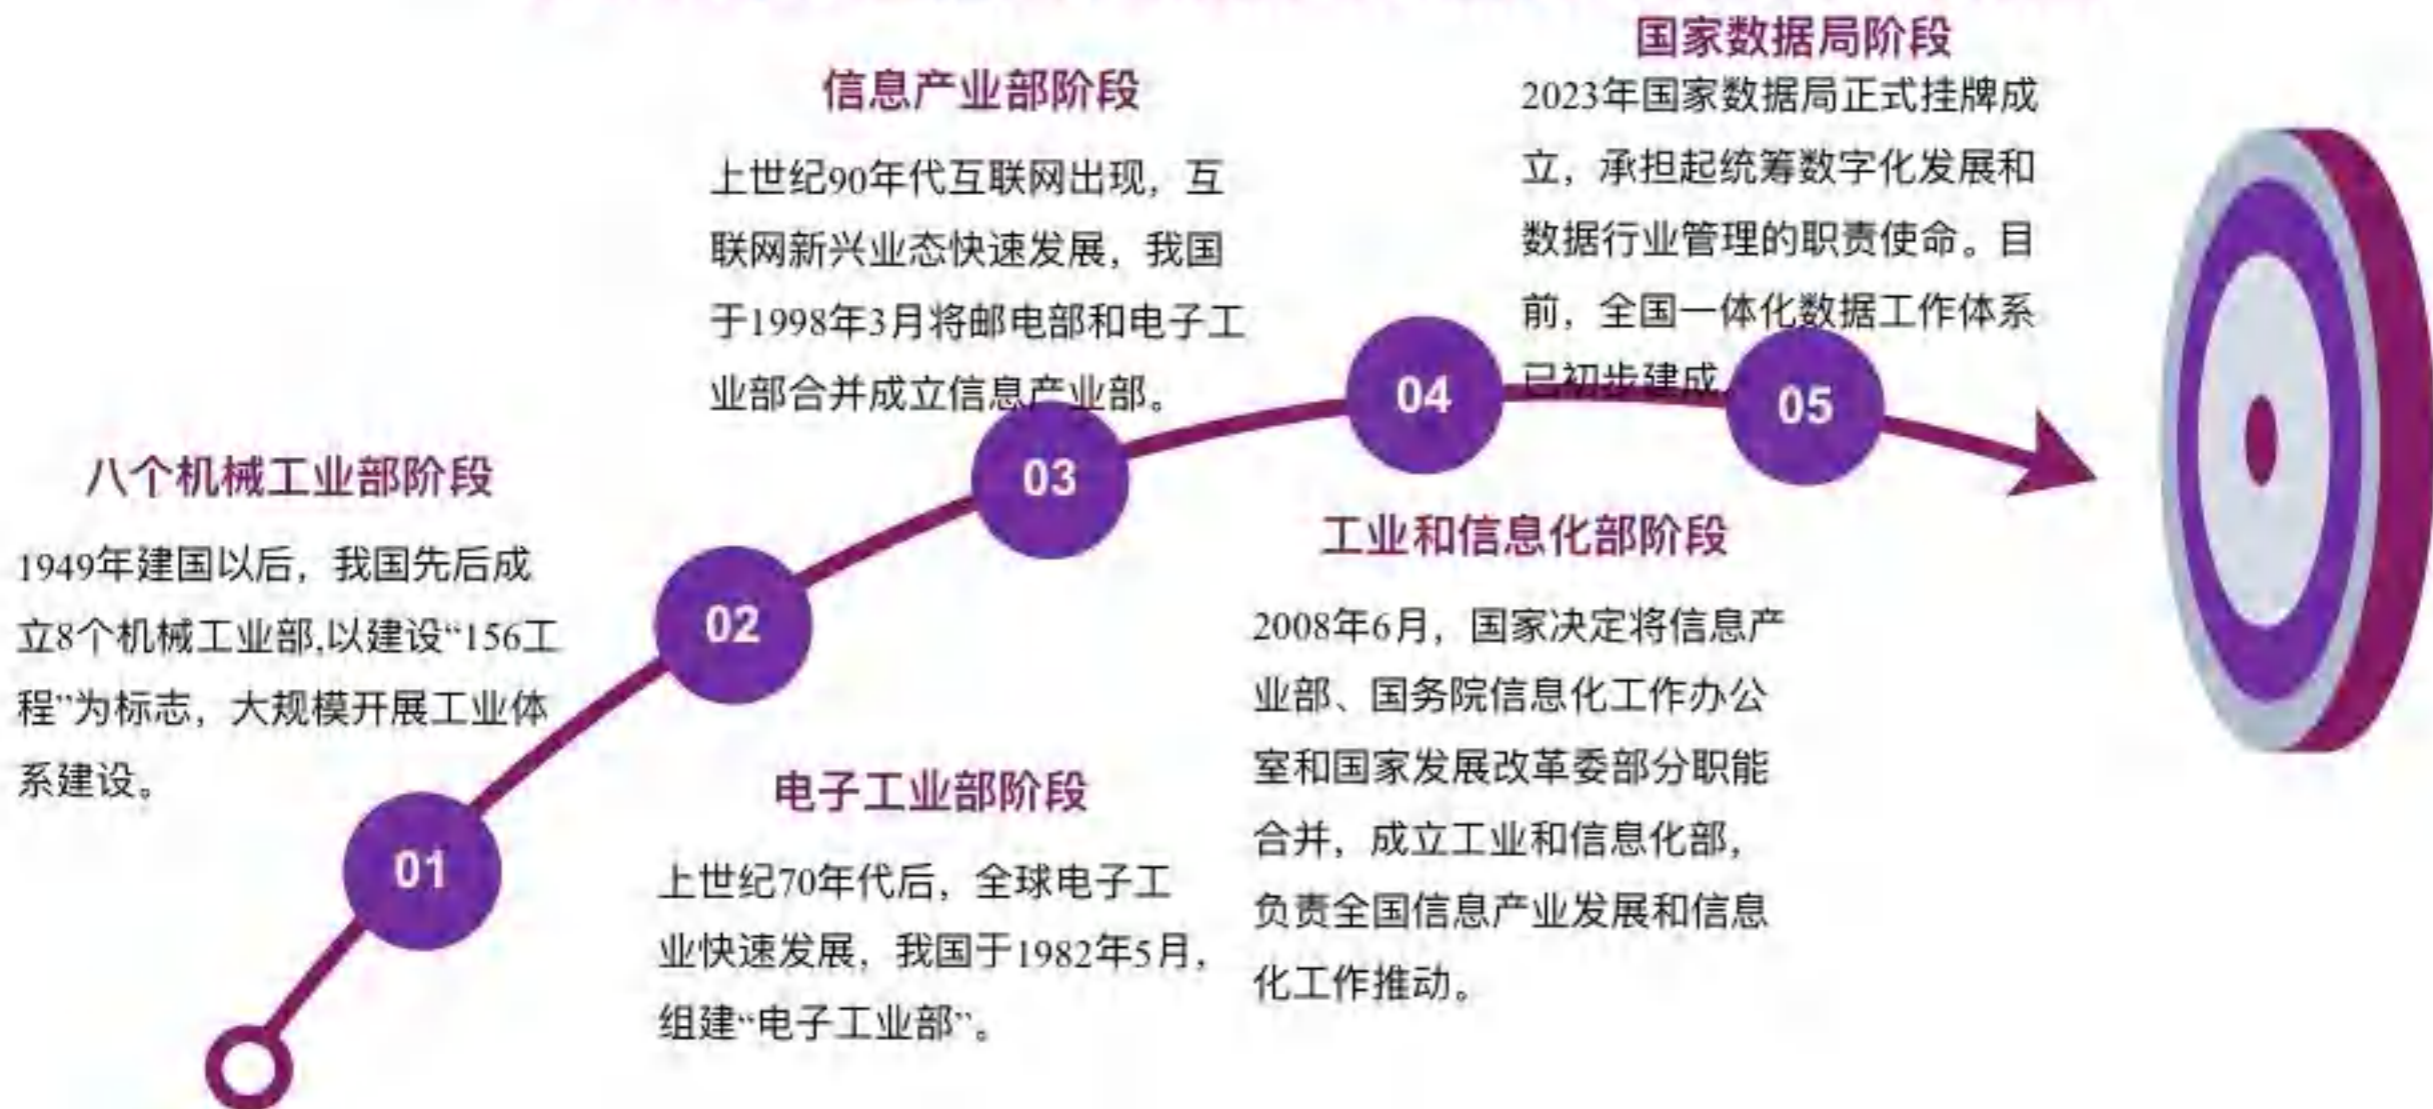 八个机械工业部阶段
1949年建国以后，我国先后成
立8个机械工业部,以建设“156工
程”为标志，大规模开展工业体
系建设。
01
02
电子工业部阶段
上世纪70年代后，全球电子工
业快速发展，我国于1982年5月，
组建“电子工业部”。
信息产业部阶段
上世纪90年代互联网出现，互
联网新兴业态快速发展，我国
于1998年3月将邮电部和电子工
业部合并成立信息产业部。
03
04
工业和信息化部阶段
2008年6月，国家决定将信息产
业部、国务院信息化工作办公
室和国家发展改革委部分职能
合并，成立工业和信息化部，
负责全国信息产业发展和信息
化工作推动。
国家数据局阶段
2023年国家数据局正式挂牌成
立，承担起统筹数字化发展和
数据行业管理的职责使命。目
前，全国一体化数据工作体系
已初步建成
05